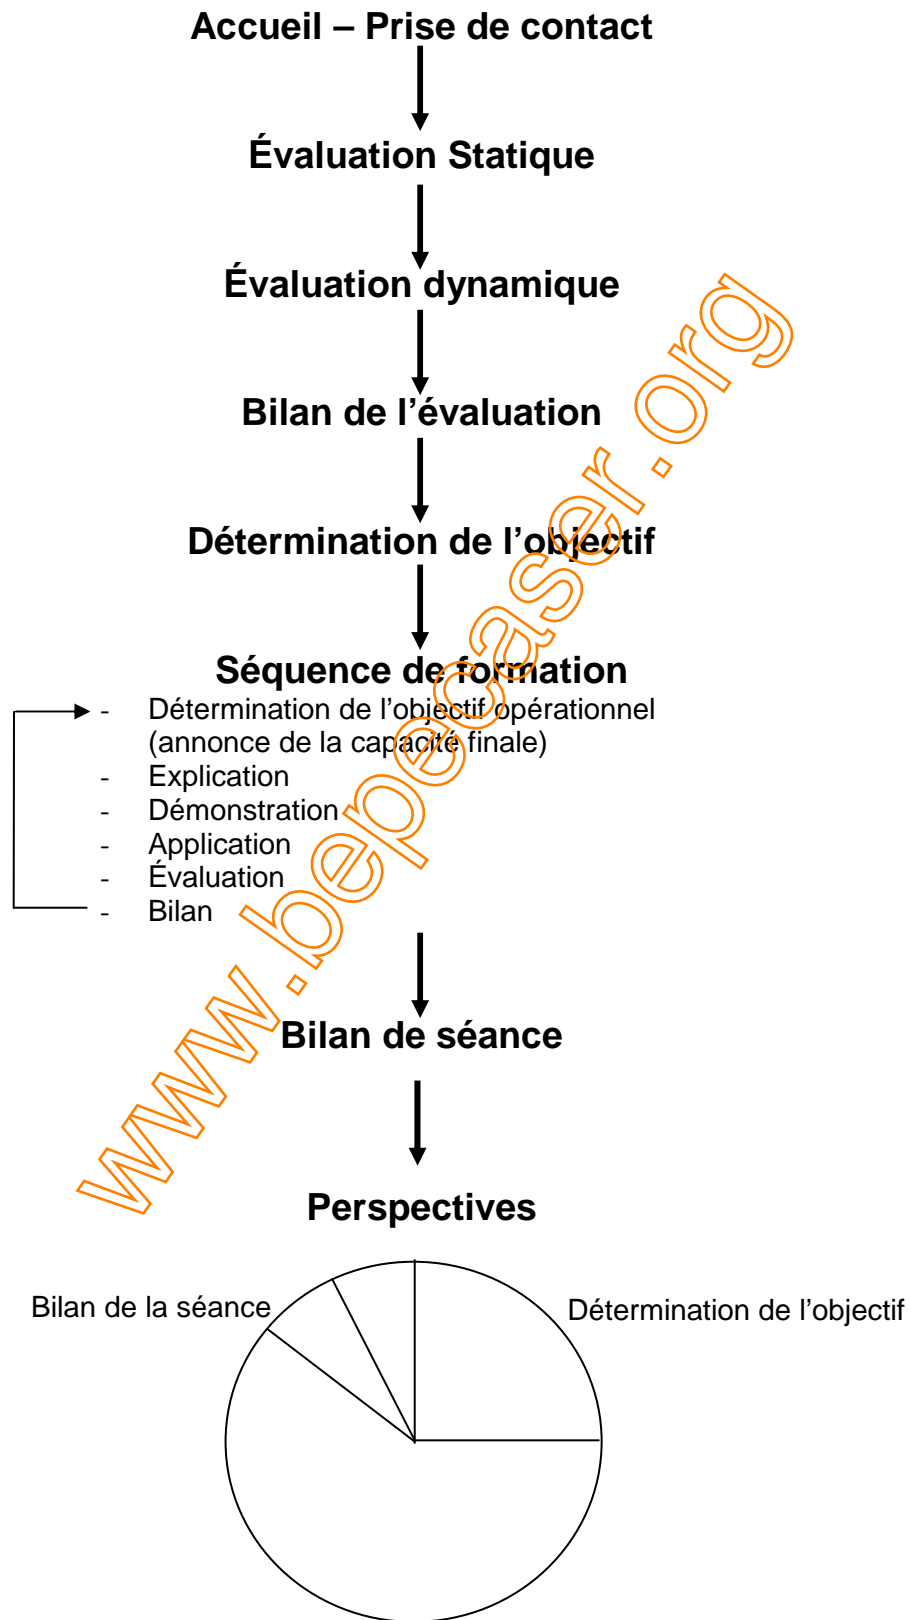 Accueil – Prise de contact
Évaluation Statique
Évaluation dynamique
Bilan de l’évaluation
Détermination de l’objectif
Séquence de formation
- Détermination de l’objectif opérationnel
(annonce de la capacité finale)
- Explication
- Démonstration
- Application
- Évaluation
- Bilan
Bilan de séance
Perspectives
Bilan de la séance
Détermination de l’objectif
www.bepecaser.org